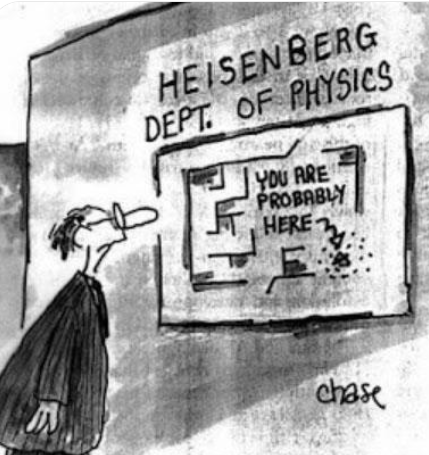 HEISENBERG
DEPT. OF PHYSICS
YOU ARE
PROBABLY
HERE
chase